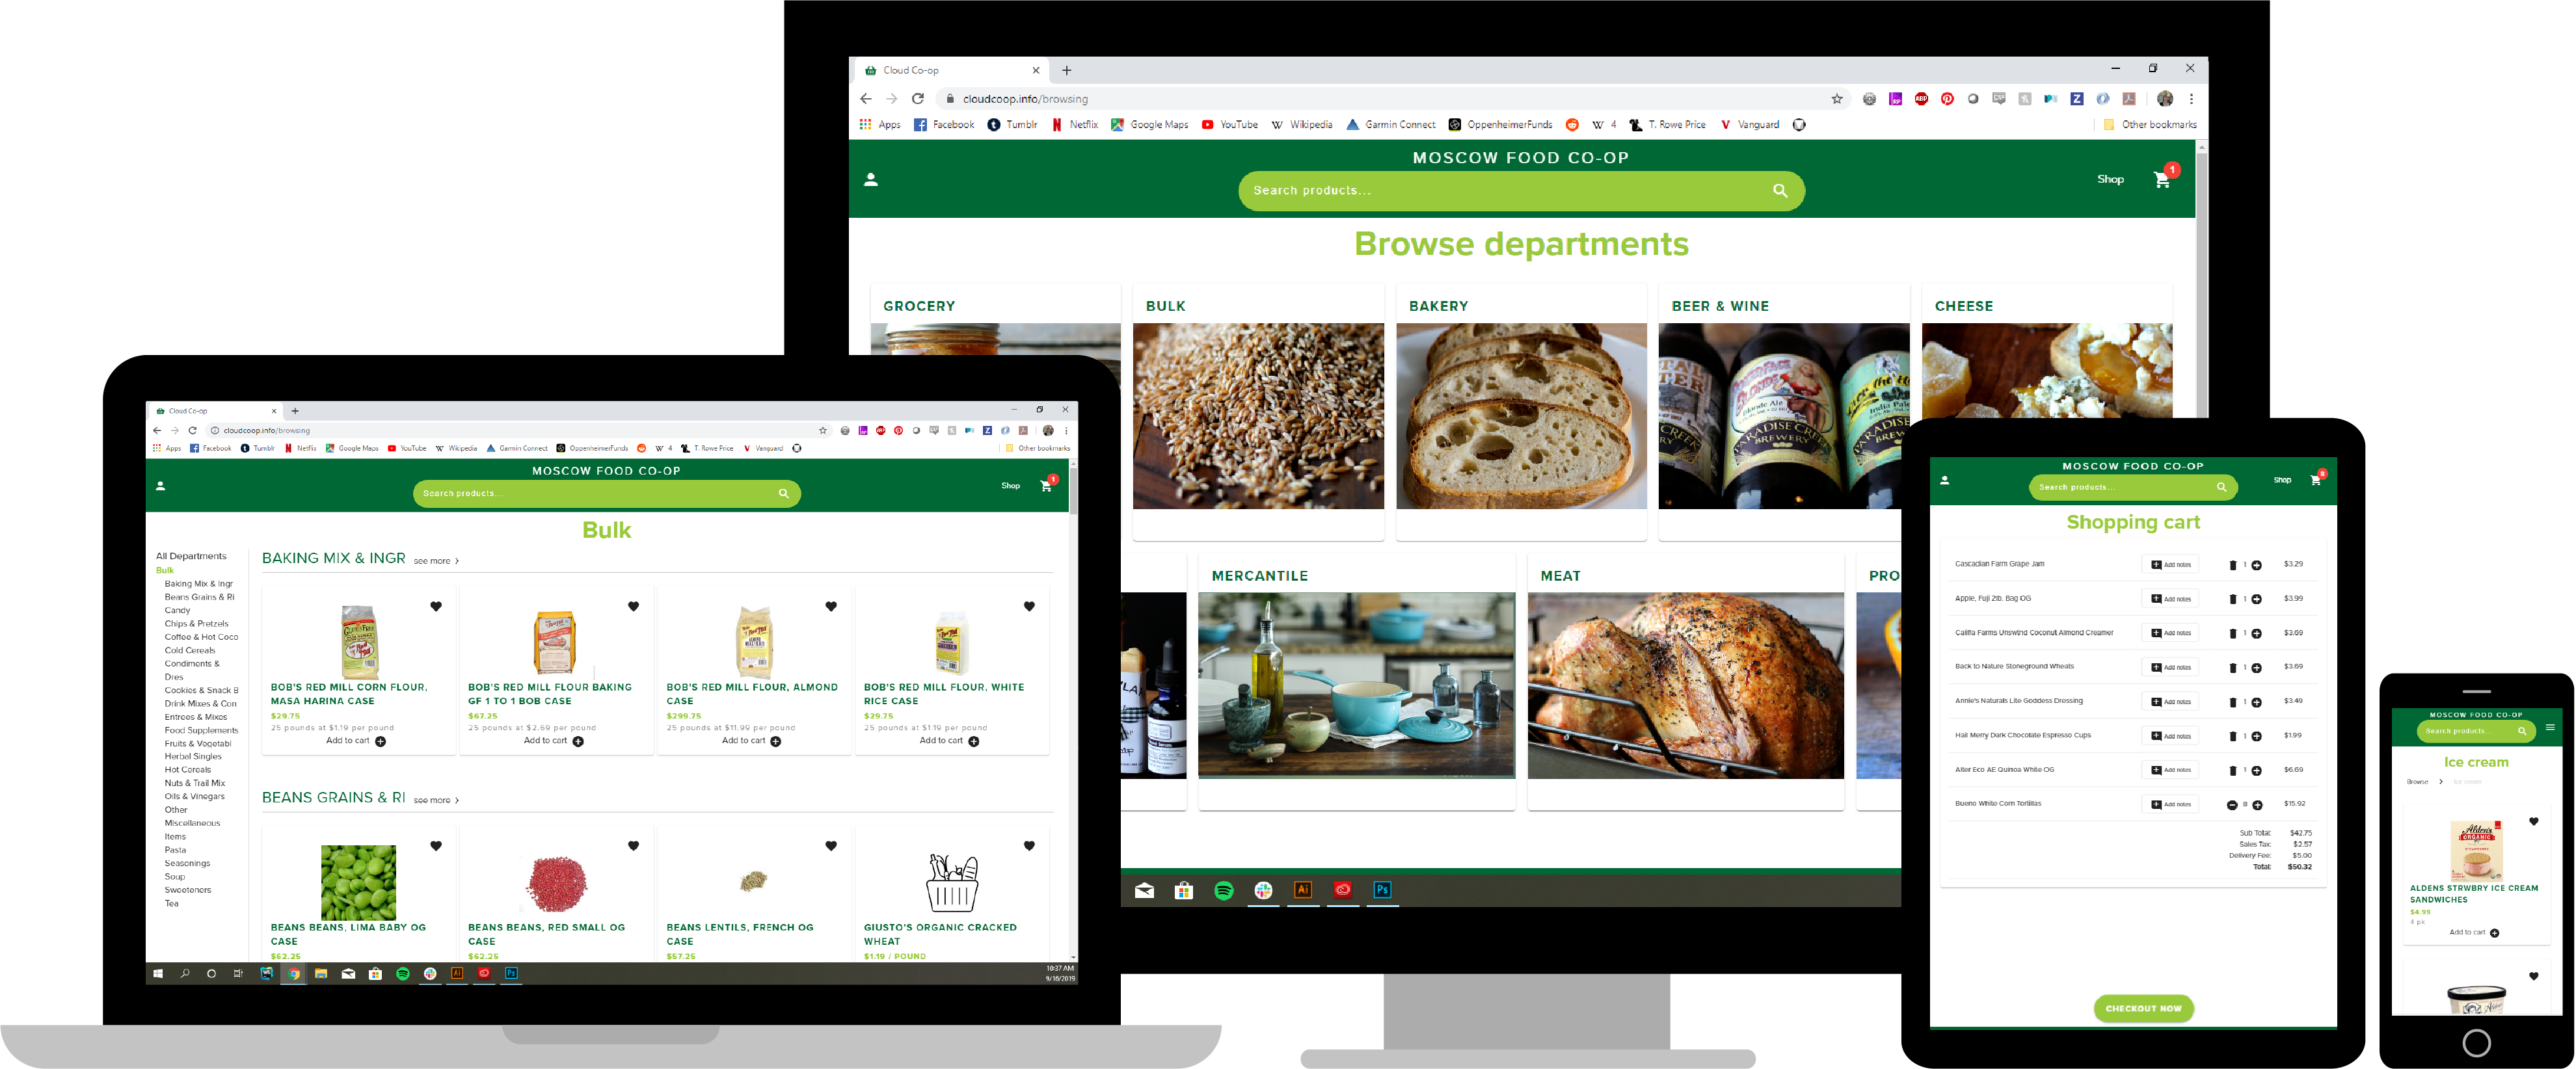 Cloud Co-op
cloudcoop.info/browsing
Apps Facebook Tumblr Netflix Google Maps YouTube Wikipedia Garmin Connect OppenheimerFunds 4 T. Rowe Price Vanguard Other bookmarks
MOSCOW FOOD CO-OP
Search products...
Shop 1
Browse departments
GROCERY BULK BAKERY BEER & WINE CHEESE
Blonde Ale
India Pale
PARADISE CREEK
BREWERY
MERCANTILE MEAT PRO
Ai Ps
Cloud Co-op
cloudcoop.info/browsing
Apps Facebook Tumblr Netflix Google Maps YouTube Wikipedia Garmin Connect OppenheimerFunds 4 T. Rowe Price Vanguard Other bookmarks
MOSCOW FOOD CO-OP
Search products...
Shop 1
Bulk
All Departments
Bulk
Baking Mix & Ingr
Beans Grains & Ri
Candy
Chips & Pretzels
Coffee & Hot Coco
Cold Cereals
Condiments &
Dres
Cookies & Snack B
Drink Mixes & Con
Entrees & Mixes
Food Supplements
Fruits & Vegetabl
Herbal Singles
Hot Cereals
Nuts & Trail Mix
Oils & Vinegars
Other
Miscellaneous
Items
Pasta
Seasonings
Soup
Sweeteners
Tea
BAKING MIX & INGR see more
BOB'S RED MILL CORN FLOUR,
MASA HARINA CASE
$29.75
25 pounds at $1.19 per pound
Add to cart
BOB'S RED MILL FLOUR BAKING
GF 1 TO 1 BOB CASE
$67.25
25 pounds at $2.69 per pound
Add to cart
BOB'S RED MILL FLOUR, ALMOND
CASE
$299.75
25 pounds at $11.99 per pound
Add to cart
BOB'S RED MILL FLOUR, WHITE
RICE CASE
$29.75
25 pounds at $1.19 per pound
Add to cart
BEANS GRAINS & RI see more
BEANS BEANS, LIMA BABY OG
CASE
$62.25
BEANS BEANS, RED SMALL OG
CASE
$62.25
BEANS LENTILS, FRENCH OG
CASE
$57.25
GIUSTO'S ORGANIC CRACKED
WHEAT
$1.19 / POUND
Ai Ps
10:37 AM
9/16/2019
MOSCOW FOOD CO-OP
Search products...
Shop 8
Shopping cart
Cascadian Farm Grape Jam Add notes 1 $3.29
Apple, Fuji 2lb. Bag OG Add notes 1 $3.99
Califia Farms Unswtnd Coconut Almond Creamer Add notes 1 $3.69
Back to Nature Stoneground Wheats Add notes 1 $3.69
Annie's Naturals Lite Goddess Dressing Add notes 1 $3.49
Hail Merry Dark Chocolate Espresso Cups Add notes 1 $1.99
Alter Eco AE Quinoa White OG Add notes 1 $6.69
Bueno White Corn Tortillas Add notes 8 $15.92
Sub Total: $42.75
Sales Tax: $2.57
Delivery Fee: $5.00
Total: $50.32
CHECKOUT NOW
MOSCOW FOOD CO-OP
Search products...
Ice cream
Browse Ice cream
Alden's
ORGANIC
ALDENS STRWBRY ICE CREAM
SANDWICHES
$4.99
4 pk
Add to cart